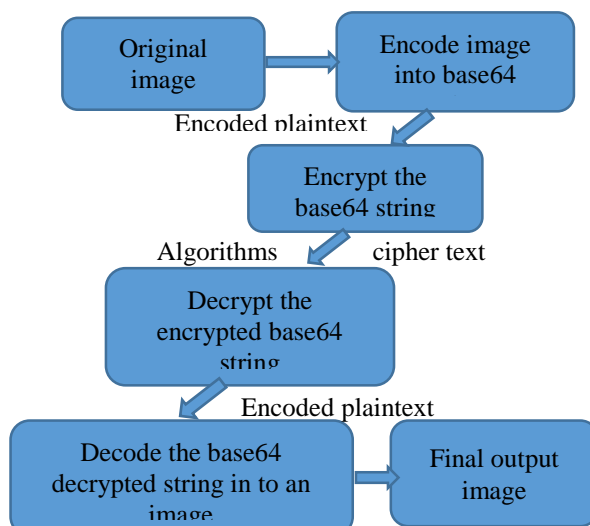 Original
image
Encode image
into base64
Encoded plaintext
Encrypt the
base64 string
Algorithms
cipher text
Decrypt the
encrypted base64
string
Encoded plaintext
Decode the base64
decrypted string in to an
image
Final output
image